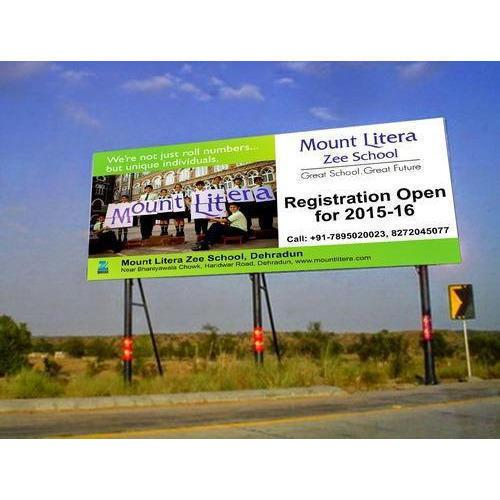 We're not just roll numbers...
but unique individuals.
Mount Litera
Mount Litera Zee School, Dehradun
Near Bhaniyawala Chowk, Haridwar Road, Dehradun, www.mountlitera.com
Mount Litera
Zee School
Great School. Great Future
Registration Open
for 2015-16
Call: +91-7895020023, 8272045077